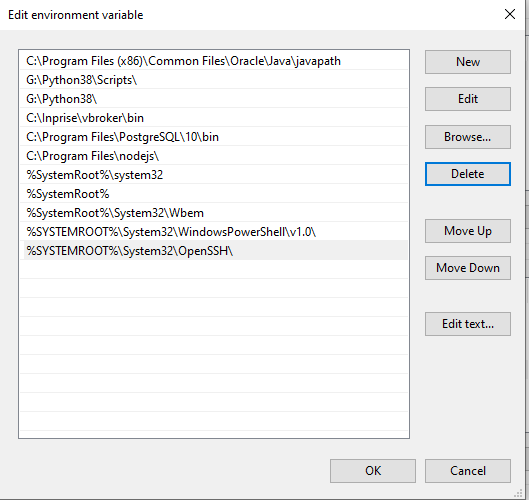 Edit environment variable
C:\Program Files (x86)\Common Files\Oracle\Java\javapath
G:\Python38\Scripts\
G:\Python38\
C:\Inprise\vbroker\bin
C:\Program Files\PostgreSQL\10\bin
C:\Program Files\nodejs\
%SystemRoot%\system32
%SystemRoot%
%SystemRoot%\System32\Wbem
%SYSTEMROOT%\System32\WindowsPowerShell\v1.0\
%SYSTEMROOT%\System32\OpenSSH\
New
Edit
Browse...
Delete
Move Up
Move Down
Edit text...
OK
Cancel